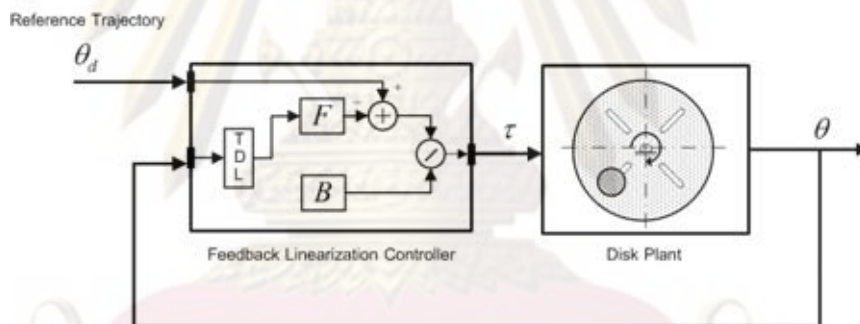 Reference Trajectory
θd
T
D
L
F
− +
+
B
τ
θ
Feedback Linearization Controller
Disk Plant